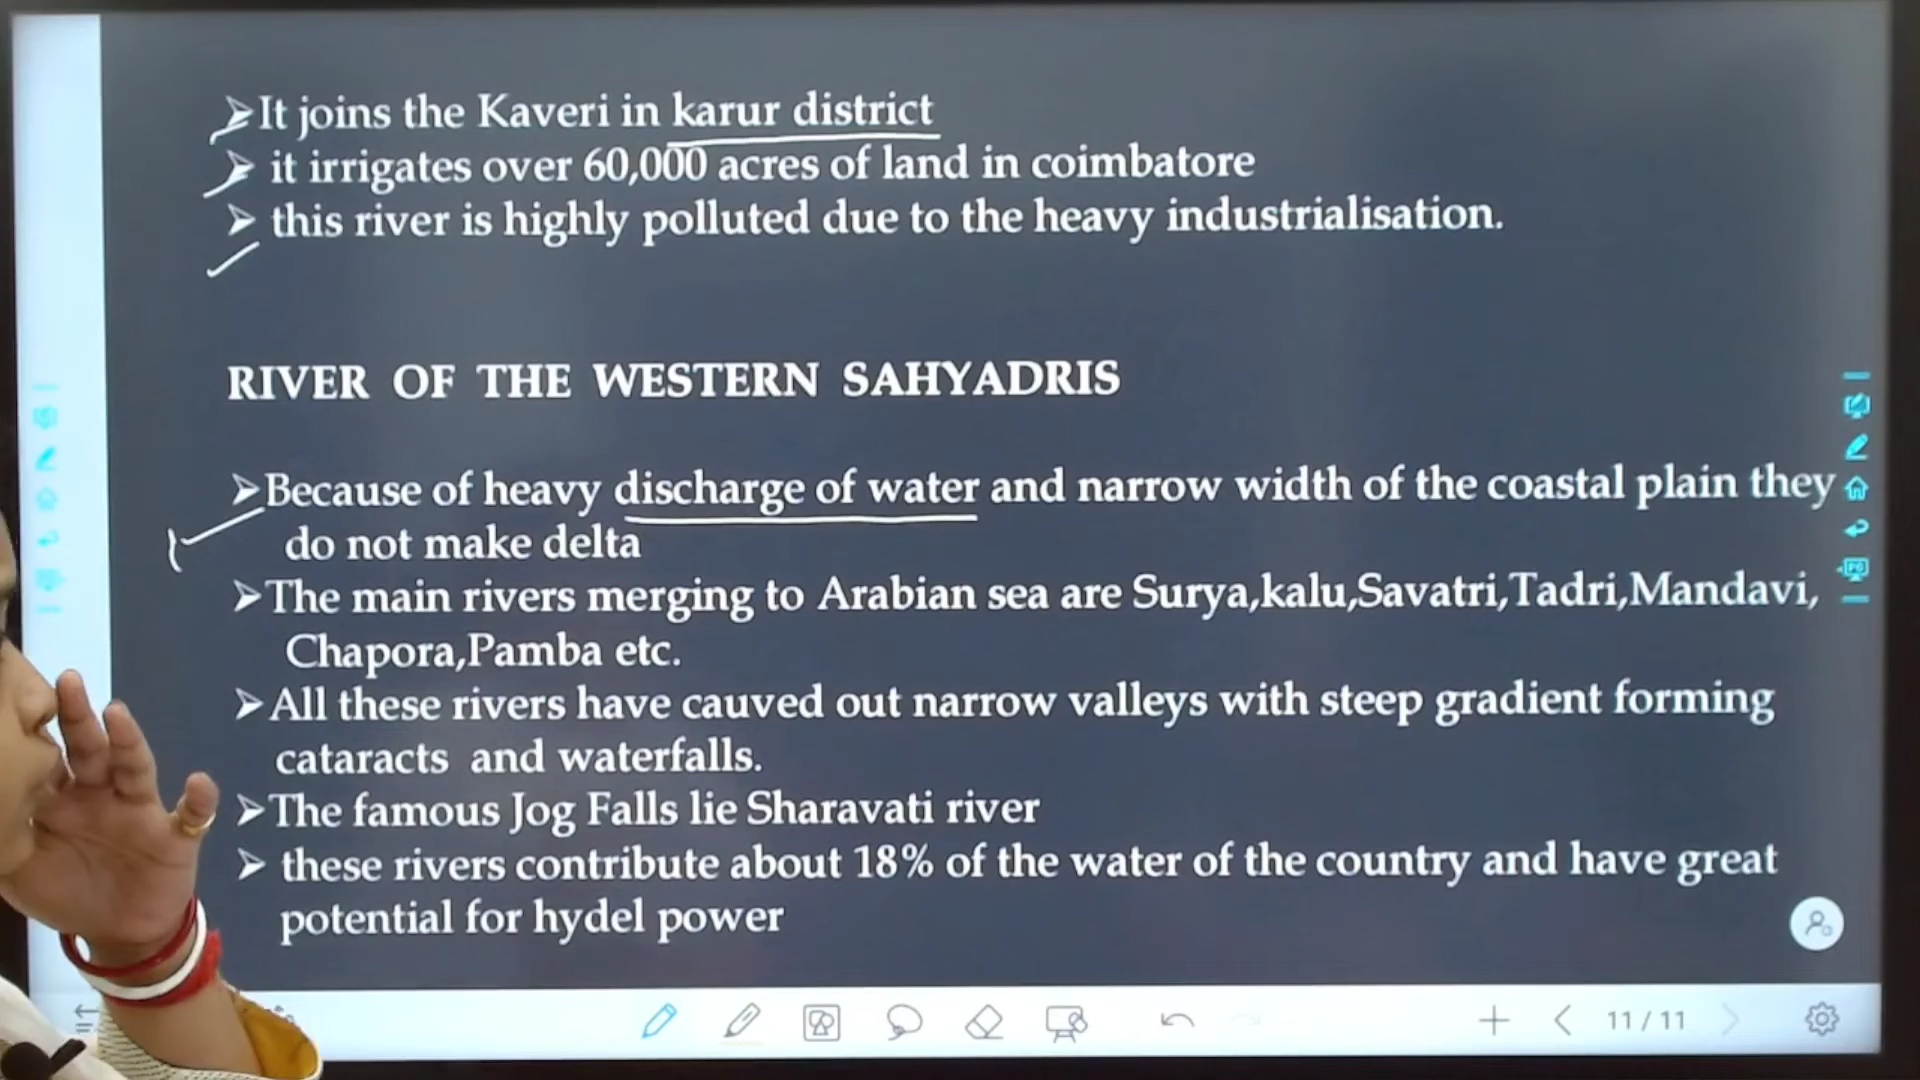 ➢It joins the Kaveri in karur district
➢ it irrigates over 60,000 acres of land in coimbatore
➢ this river is highly polluted due to the heavy industrialisation.
RIVER OF THE WESTERN SAHYADRIS
➢Because of heavy discharge of water and narrow width of the coastal plain they
do not make delta
➢The main rivers merging to Arabian sea are Surya,kalu,Savatri,Tadri,Mandavi,
Chapora,Pamba etc.
➢All these rivers have cauved out narrow valleys with steep gradient forming
cataracts and waterfalls.
➢The famous Jog Falls lie Sharavati river
➢ these rivers contribute about 18% of the water of the country and have great
potential for hydel power
11 / 11